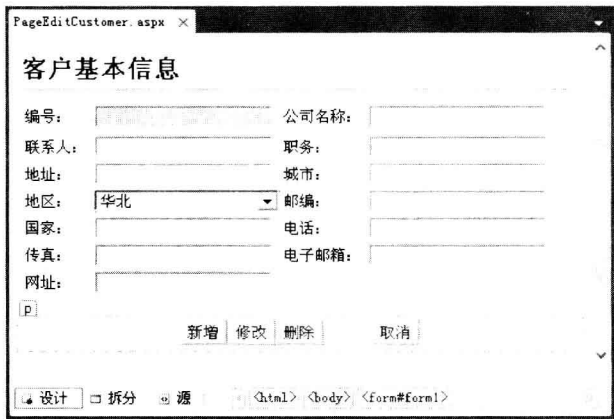 PageEditCustomer.aspx ×
客户基本信息
编号： 公司名称：
联系人： 职务：
地址： 城市：
地区： 华北 邮编：
国家： 电话：
传真： 电子邮箱：
网址：
p
新增 修改 删除 取消
设计 拆分 源 <html> <body> <form#form1>